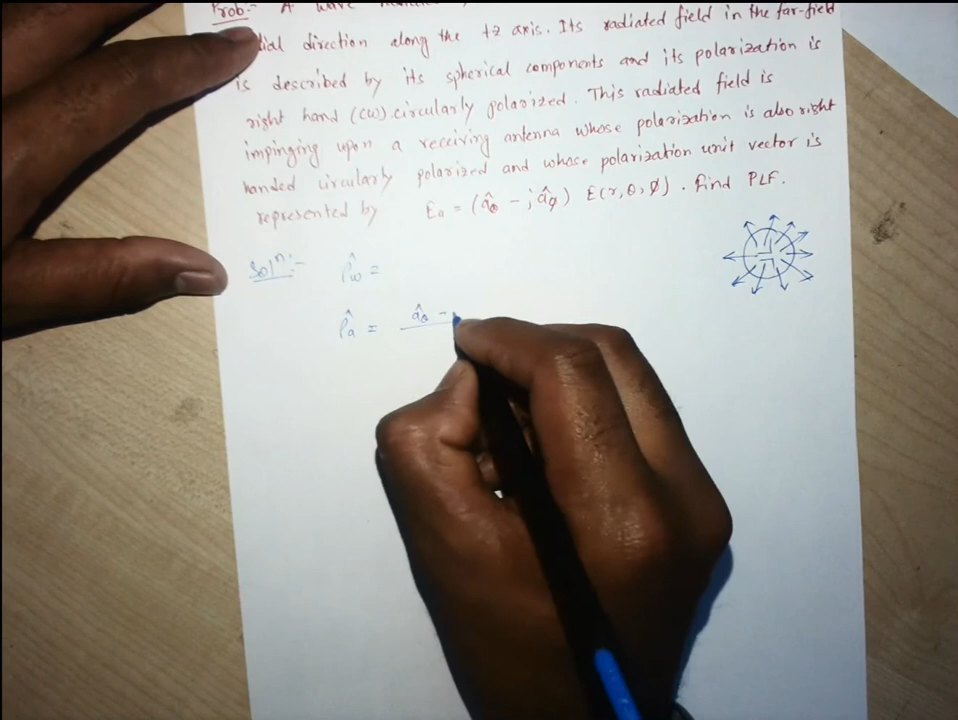 Prob:- A wave
dial direction along the +z axis. Its radiated field in the far-field
is described by its spherical components and its polarization is
right hand (CW) circularly polarized. This radiated field is
impinging upon a receiving antenna whose polarization is also right
handed circularly polarized and whose polarization unit vector is
represented by Ea = (âθ - jâφ) E(r,θ,φ). Find PLF.
Solⁿ:- ρ̂w =
ρ̂a = âθ -